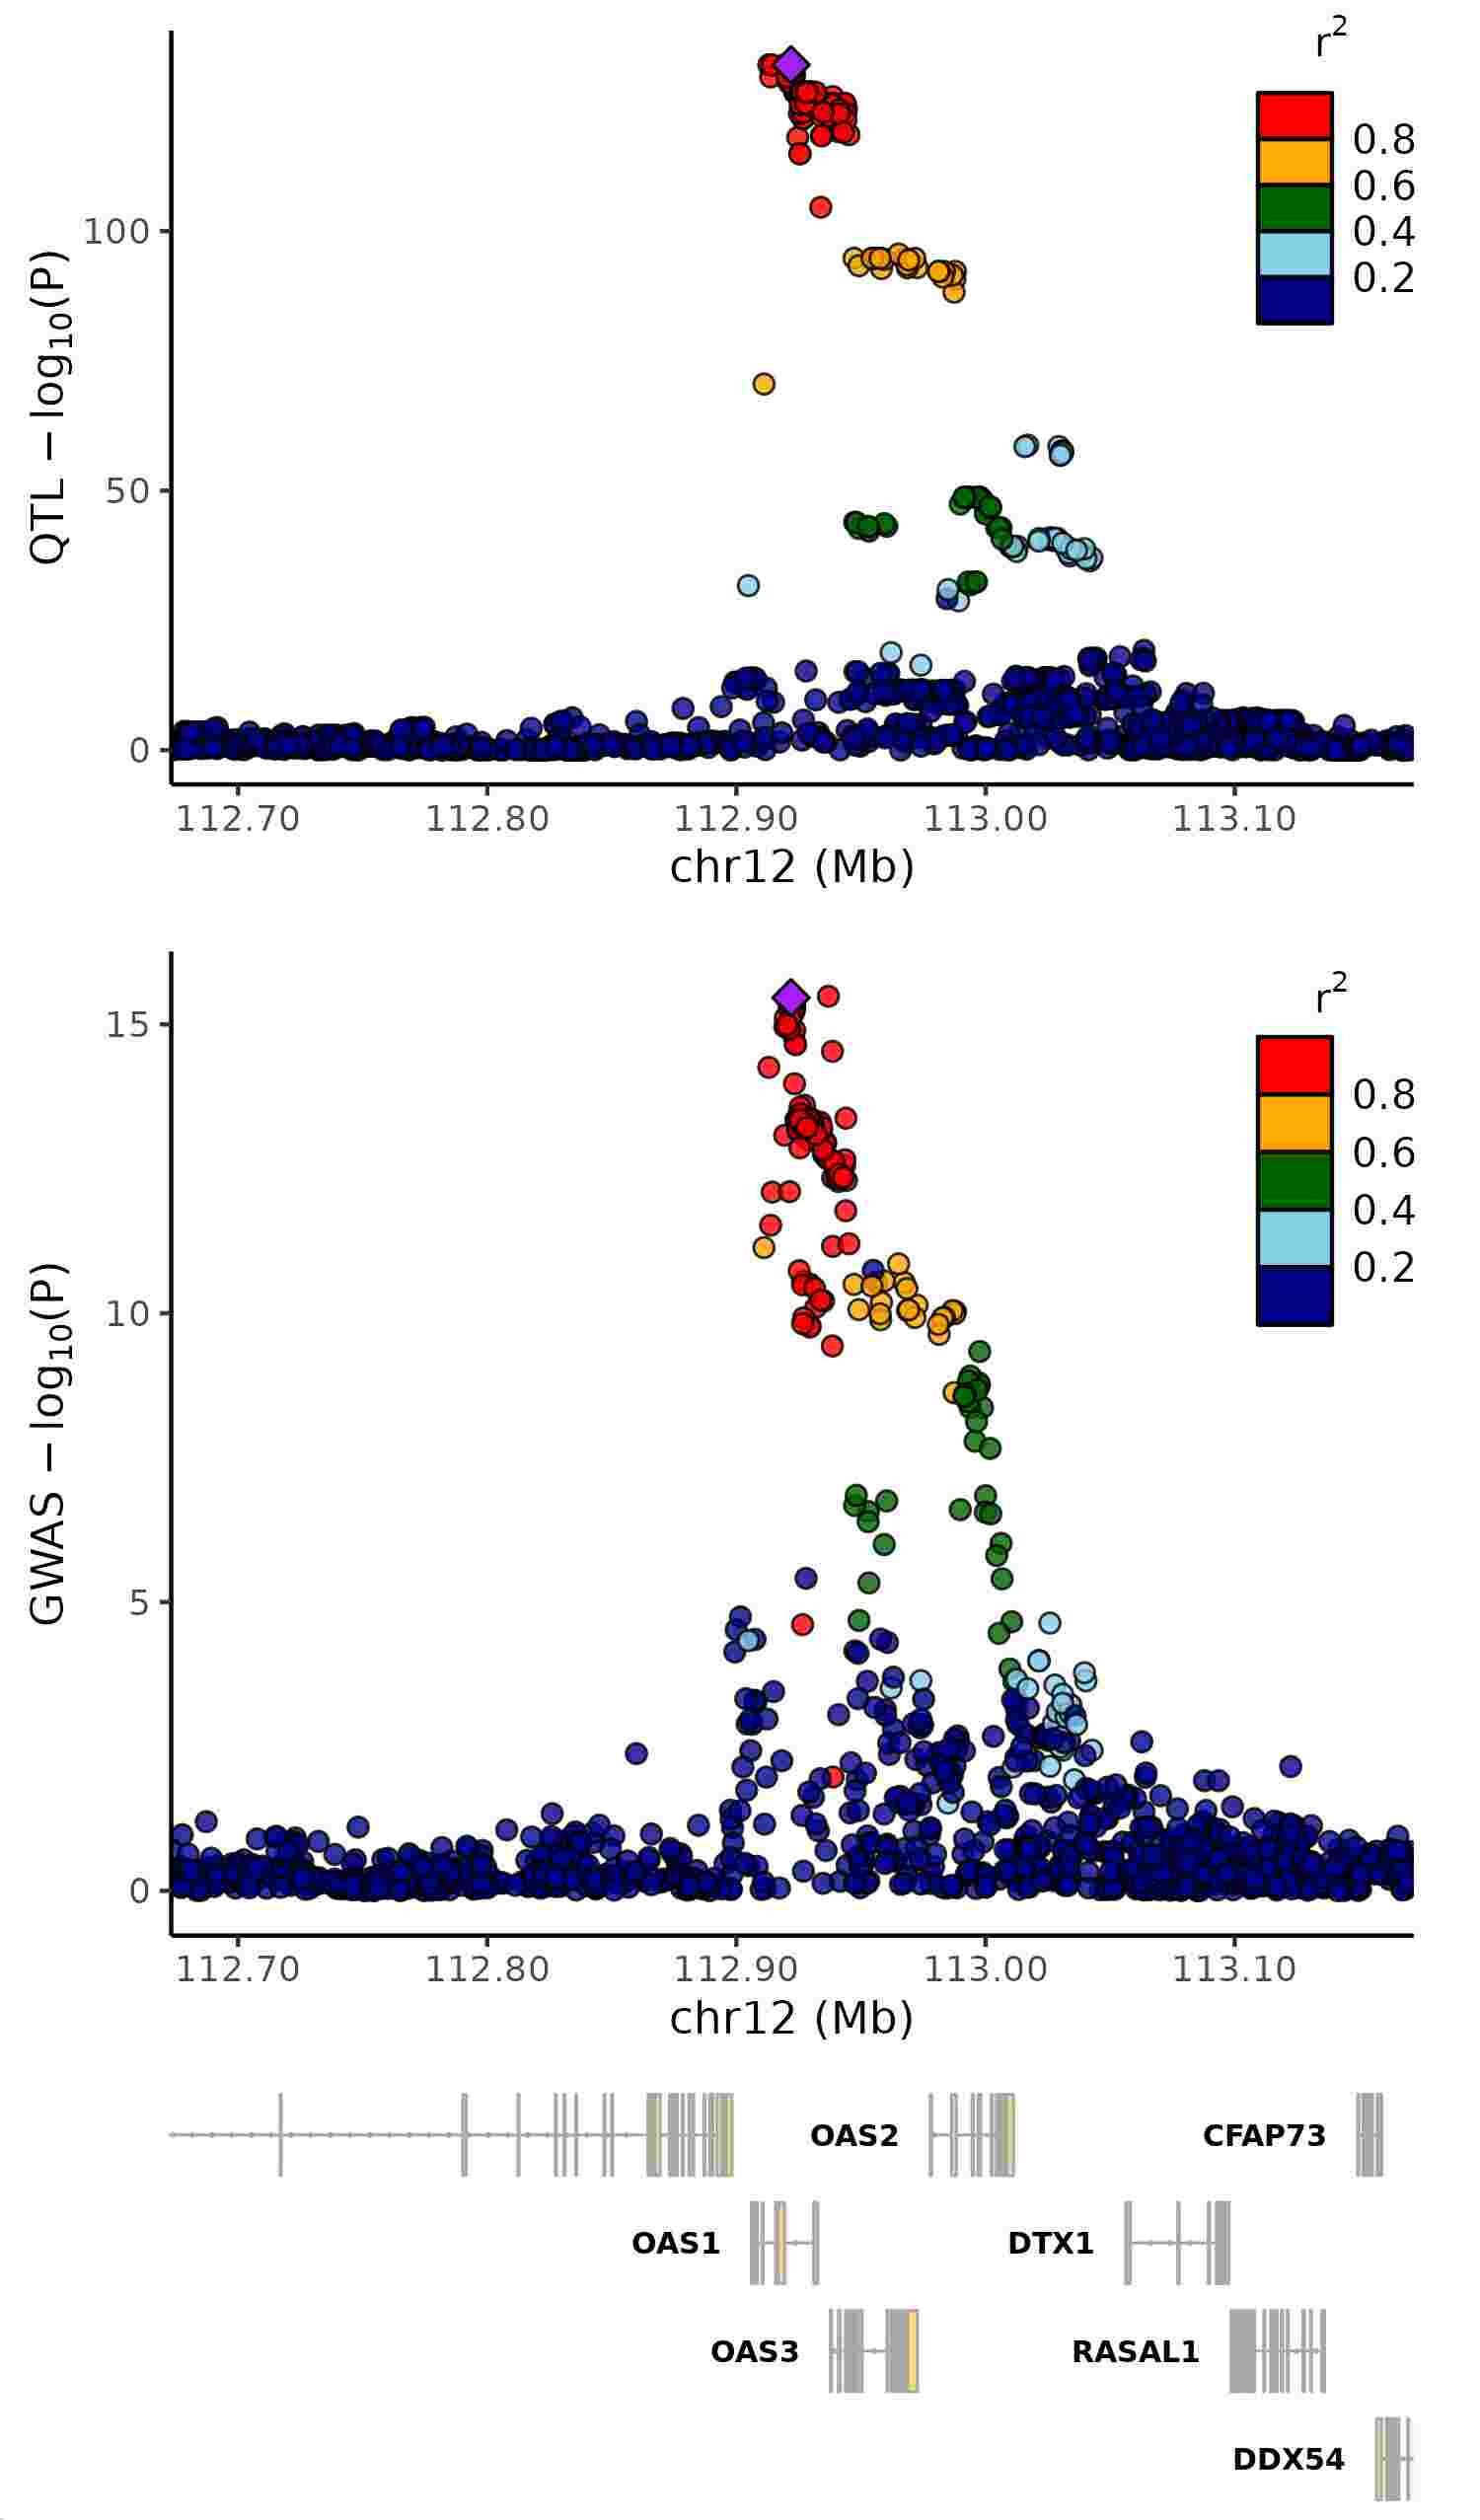 r2
0.8
0.6
0.4
0.2
100
50
0
QTL −log10(P)
112.70 112.80 112.90 113.00 113.10
chr12 (Mb)
r2
0.8
0.6
0.4
0.2
15
10
5
0
GWAS −log10(P)
112.70 112.80 112.90 113.00 113.10
chr12 (Mb)
OAS2 CFAP73
OAS1 DTX1
OAS3 RASAL1
DDX54